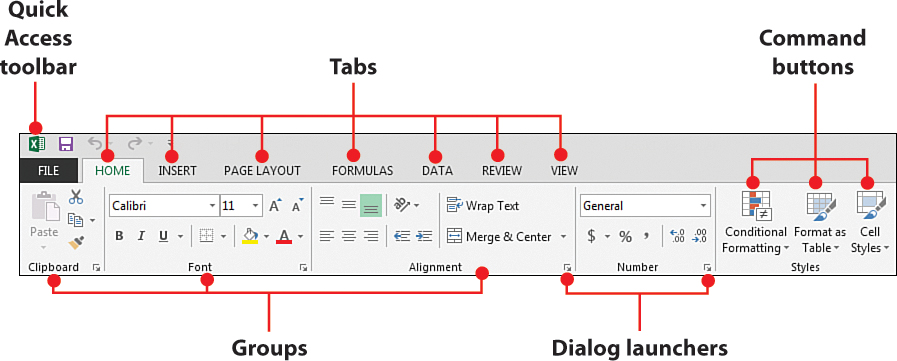 Quick
Access
toolbar
Tabs
Command
buttons
FILE HOME INSERT PAGE LAYOUT FORMULAS DATA REVIEW VIEW
Calibri 11 A A Wrap Text General
Paste B I U A Merge & Center $ % , .0 .00 .00 .0 Conditional Formatting Format as Table Cell Styles
Clipboard Font Alignment Number Styles
Groups
Dialog launchers